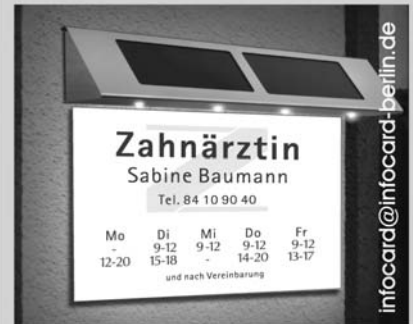 Zahnärztin
Sabine Baumann
Tel. 84 10 90 40
Mo Di Mi Do Fr
- 9-12 9-12 9-12 9-12
12-20 15-18 - 14-20 13-17
und nach Vereinbarung
infocard@infocard-berlin.de